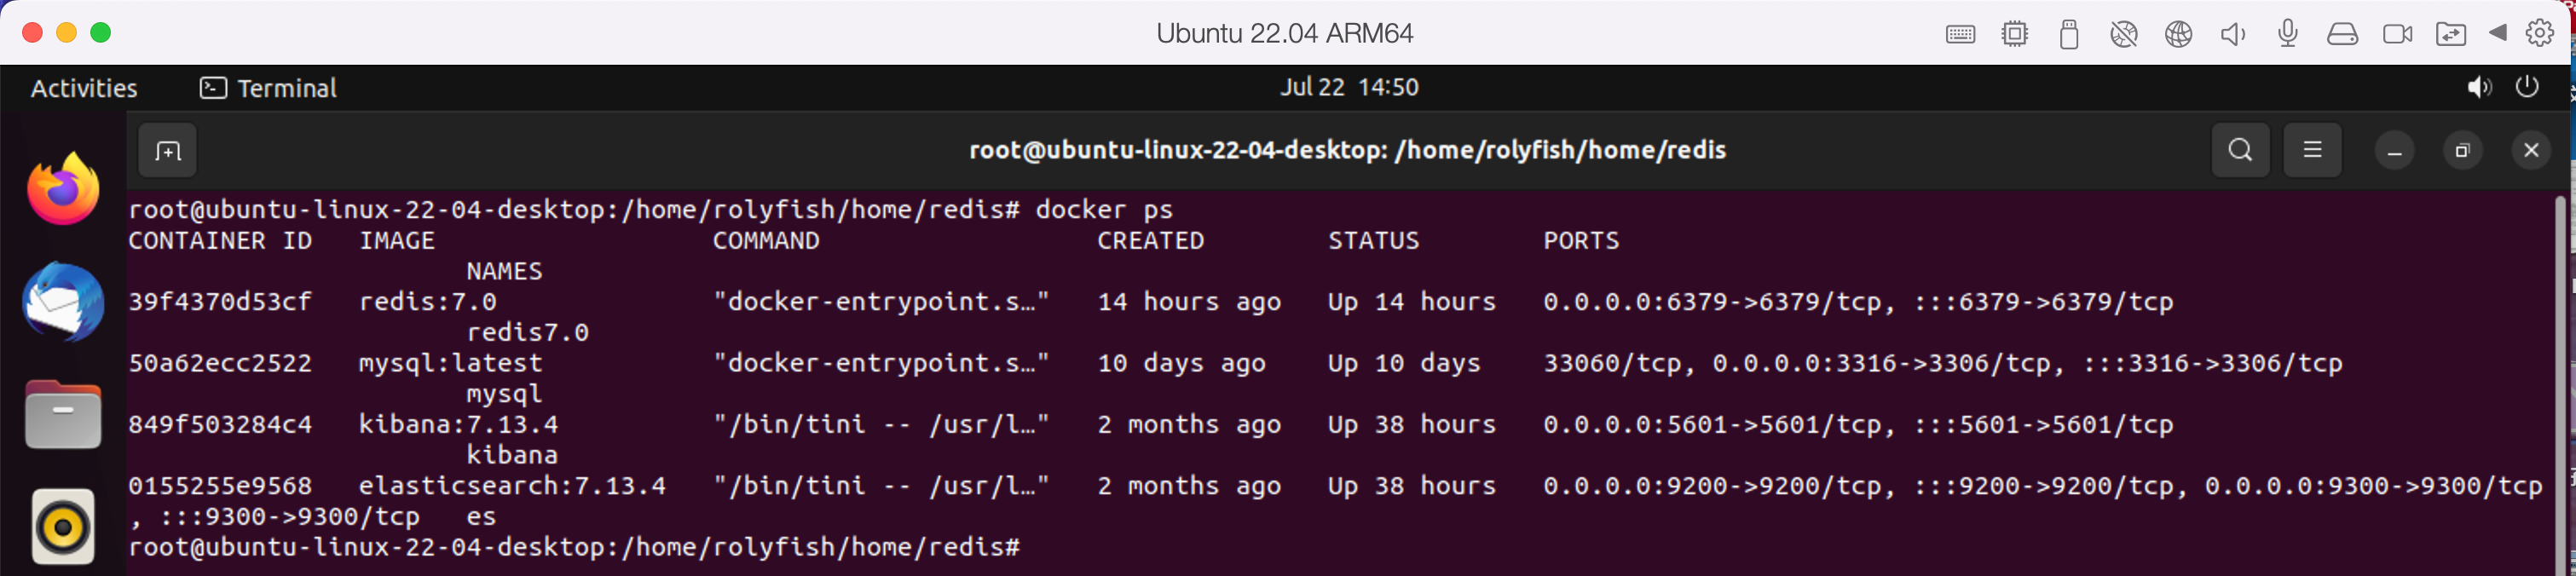 Ubuntu 22.04 ARM64
Activities Terminal Jul 22 14:50
root@ubuntu-linux-22-04-desktop: /home/rolyfish/home/redis
root@ubuntu-linux-22-04-desktop:/home/rolyfish/home/redis# docker ps
CONTAINER ID   IMAGE                  COMMAND                  CREATED        STATUS        PORTS
                      NAMES
39f4370d53cf   redis:7.0              "docker-entrypoint.s…"   14 hours ago   Up 14 hours   0.0.0.0:6379->6379/tcp, :::6379->6379/tcp
                      redis7.0
50a62ecc2522   mysql:latest           "docker-entrypoint.s…"   10 days ago    Up 10 days    33060/tcp, 0.0.0.0:3316->3306/tcp, :::3316->3306/tcp
                      mysql
849f503284c4   kibana:7.13.4          "/bin/tini -- /usr/l…"   2 months ago   Up 38 hours   0.0.0.0:5601->5601/tcp, :::5601->5601/tcp
                      kibana
0155255e9568   elasticsearch:7.13.4   "/bin/tini -- /usr/l…"   2 months ago   Up 38 hours   0.0.0.0:9200->9200/tcp, :::9200->9200/tcp, 0.0.0.0:9300->9300/tcp
, :::9300->9300/tcp   es
root@ubuntu-linux-22-04-desktop:/home/rolyfish/home/redis#